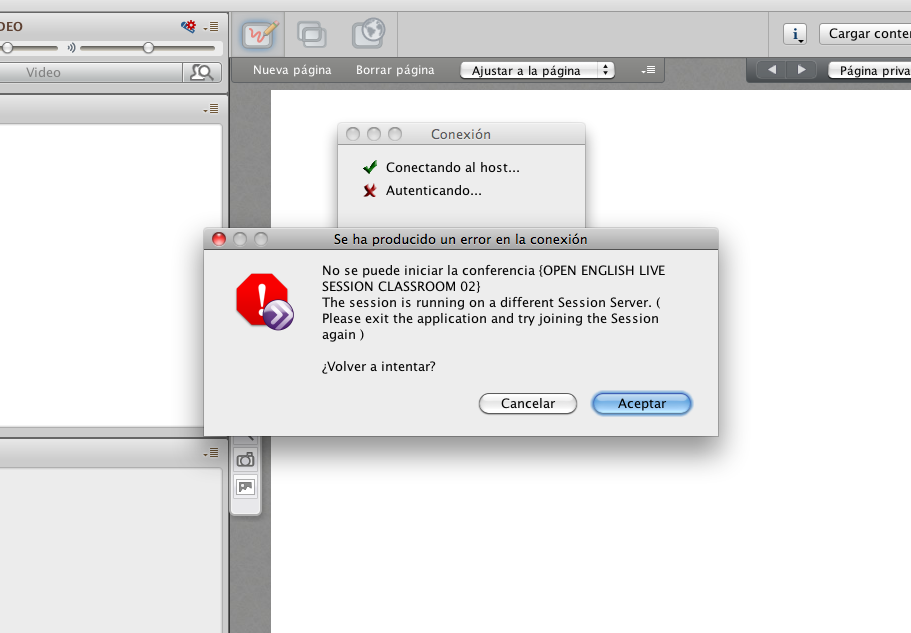 DEO
Video
Nueva página Borrar página Ajustar a la página
i
Cargar conte
Página priva
Conexión
Conectando al host...
Autenticando...
Se ha producido un error en la conexión
No se puede iniciar la conferencia {OPEN ENGLISH LIVE
SESSION CLASSROOM 02}
The session is running on a different Session Server. (
Please exit the application and try joining the Session
again )
¿Volver a intentar?
Cancelar Aceptar